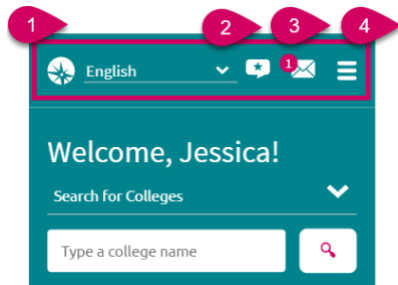 1 2 3 4
English 1
Welcome, Jessica!
Search for Colleges
Type a college name